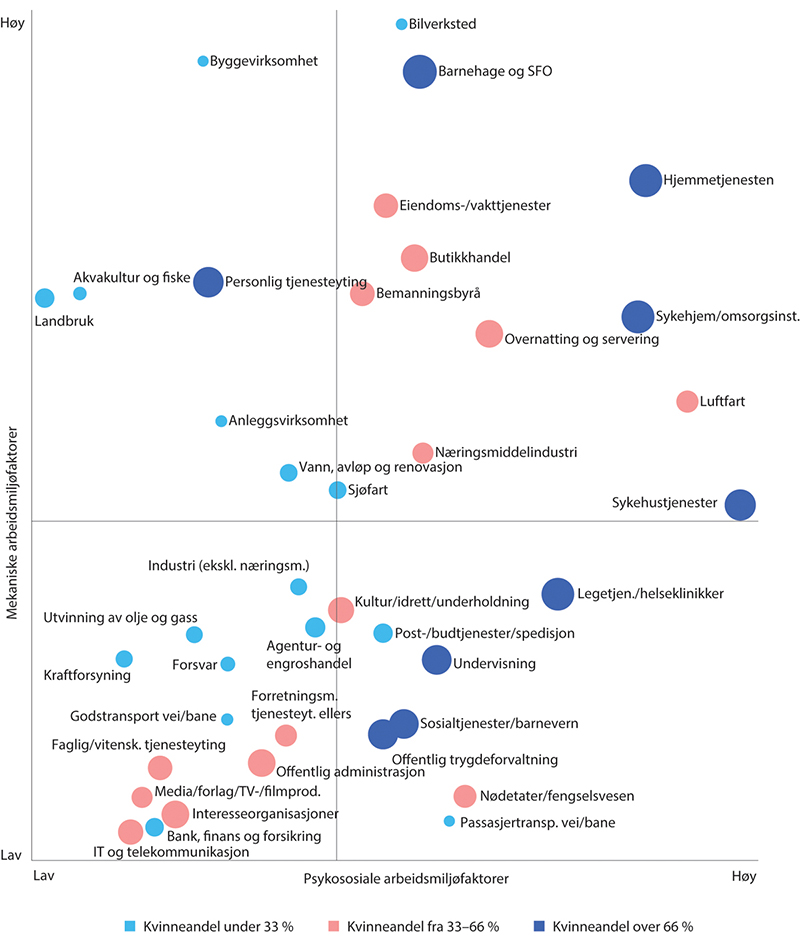 Høy
Bilverksted
Byggevirksomhet
Barnehage og SFO
Hjemmetjenesten
Eiendoms-/vakttjenester
Butikkhandel
Akvakultur og fiske
Personlig tjenesteyting
Bemanningsbyrå
Landbruk
Sykehjem/omsorgsinst.
Overnatting og servering
Luftfart
Anleggsvirksomhet
Næringsmiddelindustri
Vann, avløp og renovasjon
Sjøfart
Sykehustjenester
Mekaniske arbeidsmiljøfaktorer
Industri (ekskl. næringsm.)
Legetjen./helseklinikker
Kultur/idrett/underholdning
Utvinning av olje og gass
Post-/budtjenester/spedisjon
Agentur- og
engroshandel
Forsvar
Undervisning
Kraftforsyning
Forretningsm.
tjenesteyt. ellers
Godstransport vei/bane
Sosialtjenester/barnevern
Faglig/vitensk. tjenesteyting
Offentlig trygdeforvaltning
Offentlig administrasjon
Media/forlag/TV-/filmprod.
Nødetater/fengselsvesen
Interesseorganisasjoner
Passasjertransp. vei/bane
Bank, finans og forsikring
IT og telekommunikasjon
Lav
Lav
Psykososiale arbeidsmiljøfaktorer
Høy
Kvinneandel under 33 %
Kvinneandel fra 33–66 %
Kvinneandel over 66 %